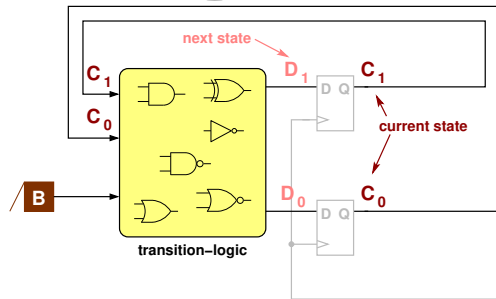 next state
D1
C1
C1
D Q
C0
current state
B
D0
C0
D Q
transition-logic